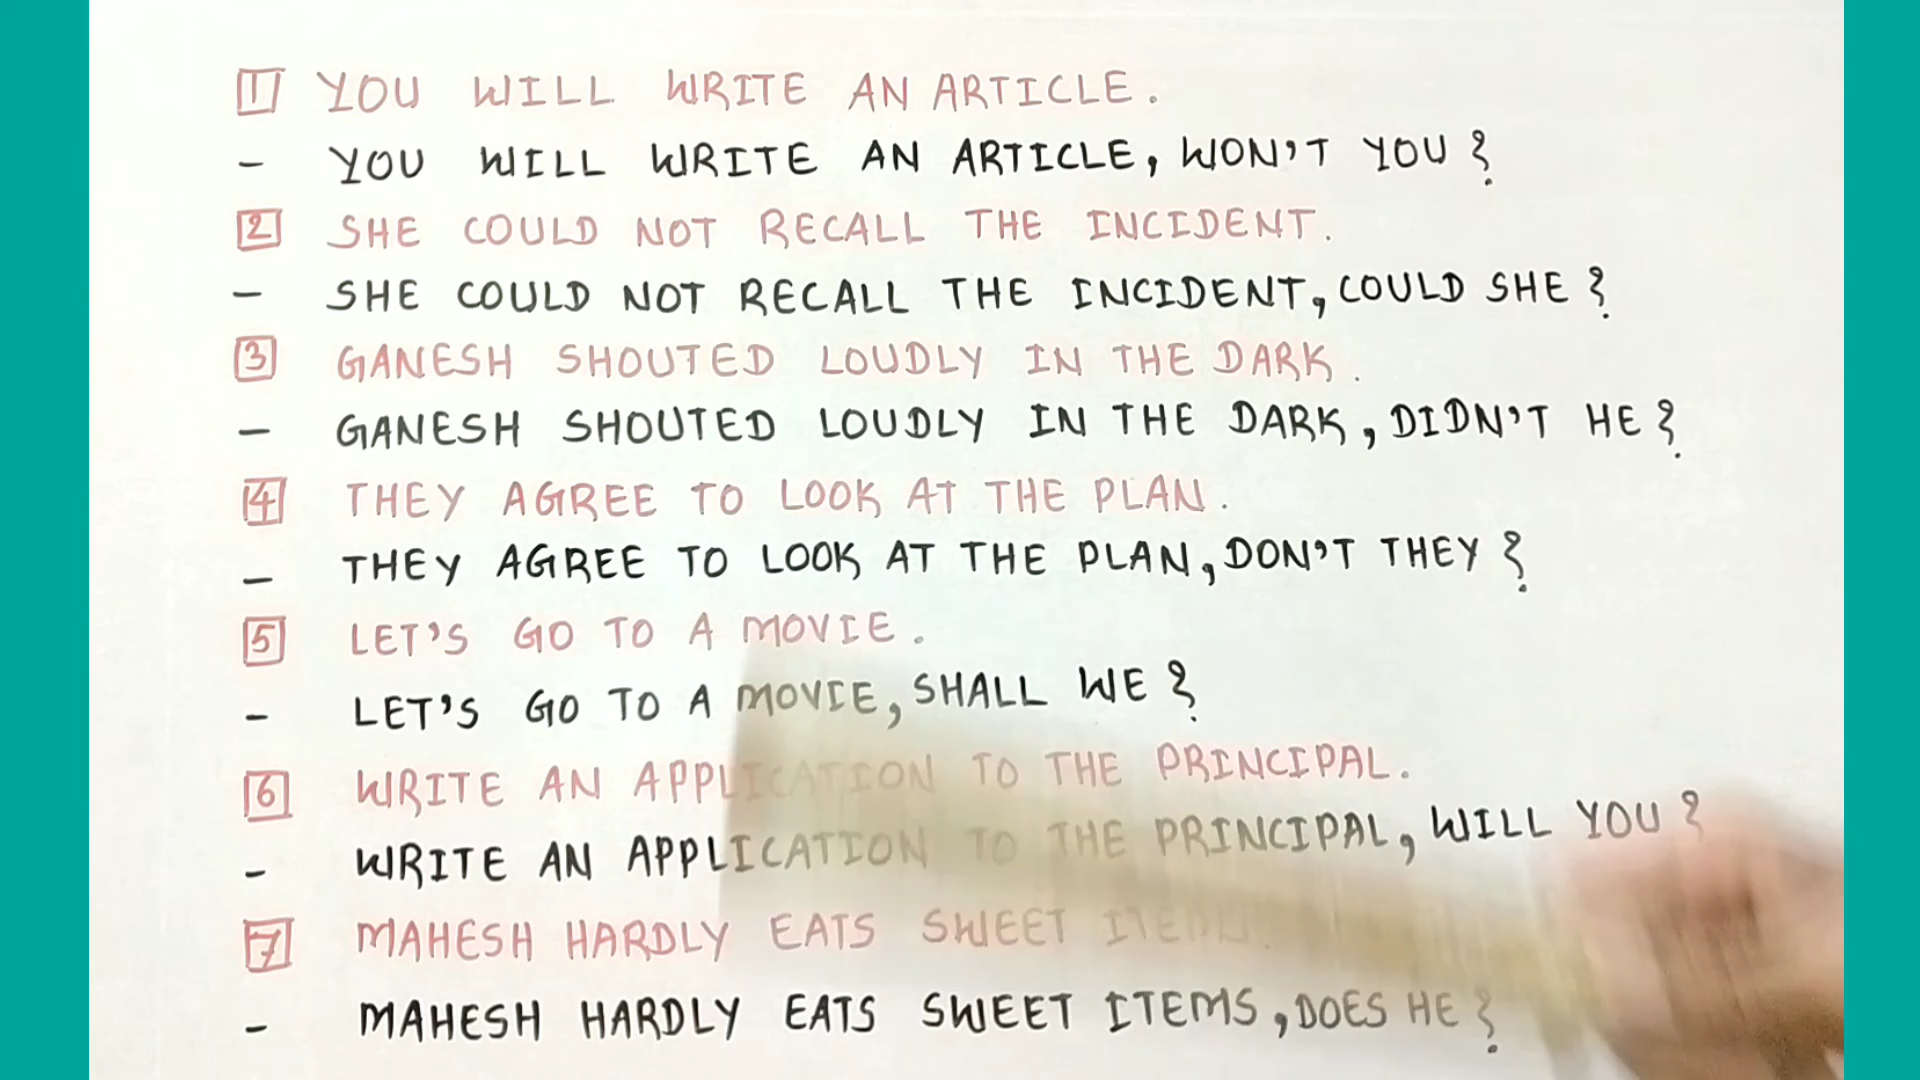 1 YOU WILL WRITE AN ARTICLE.
- YOU WILL WRITE AN ARTICLE, WON'T YOU?
2 SHE COULD NOT RECALL THE INCIDENT.
- SHE COULD NOT RECALL THE INCIDENT, COULD SHE?
3 GANESH SHOUTED LOUDLY IN THE DARK.
- GANESH SHOUTED LOUDLY IN THE DARK, DIDN'T HE?
4 THEY AGREE TO LOOK AT THE PLAN.
- THEY AGREE TO LOOK AT THE PLAN, DON'T THEY?
5 LET'S GO TO A MOVIE.
- LET'S GO TO A MOVIE, SHALL WE?
6 WRITE AN APPLICATION TO THE PRINCIPAL.
- WRITE AN APPLICATION TO THE PRINCIPAL, WILL YOU?
7 MAHESH HARDLY EATS SWEET ITEMS.
- MAHESH HARDLY EATS SWEET ITEMS, DOES HE?